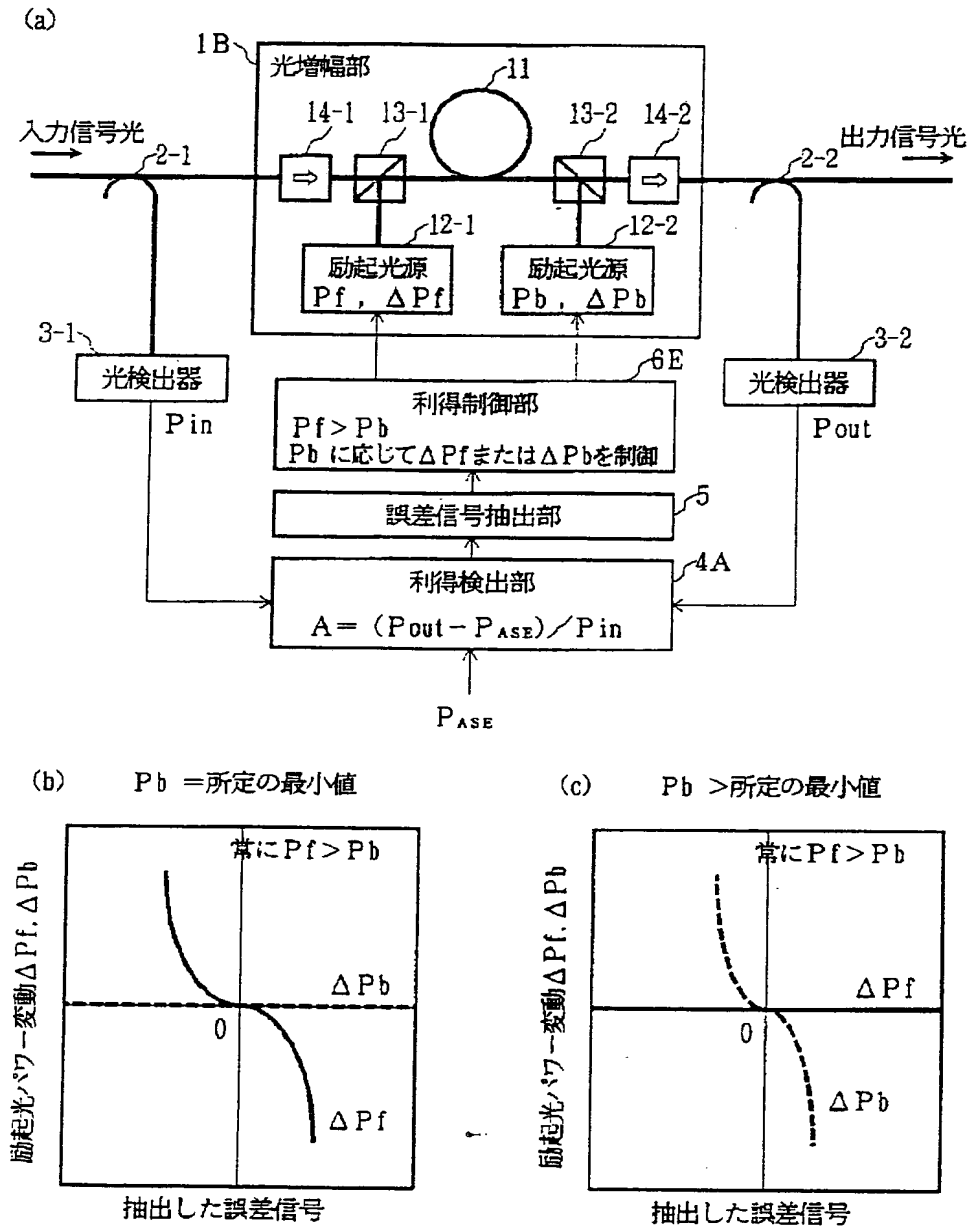 (a)
1B
光増幅部
11
14-1
13-1
13-2
14-2
入力信号光
出力信号光
2-1
2-2
12-1
12-2
励起光源
Pf, ΔPf
励起光源
Pb, ΔPb
3-1
3-2
6E
光検出器
光検出器
Pin
Pout
利得制御部
Pf>Pb
Pbに応じてΔPfまたはΔPbを制御
5
誤差信号抽出部
4A
利得検出部
A=(Pout-PASE)/Pin
PASE
(b) Pb =所定の最小値
常にPf>Pb
ΔPb
0
ΔPf
励起光パワー変動ΔPf,ΔPb
抽出した誤差信号
(c) Pb >所定の最小値
常にPf>Pb
ΔPf
0
ΔPb
励起光パワー変動ΔPf,ΔPb
抽出した誤差信号